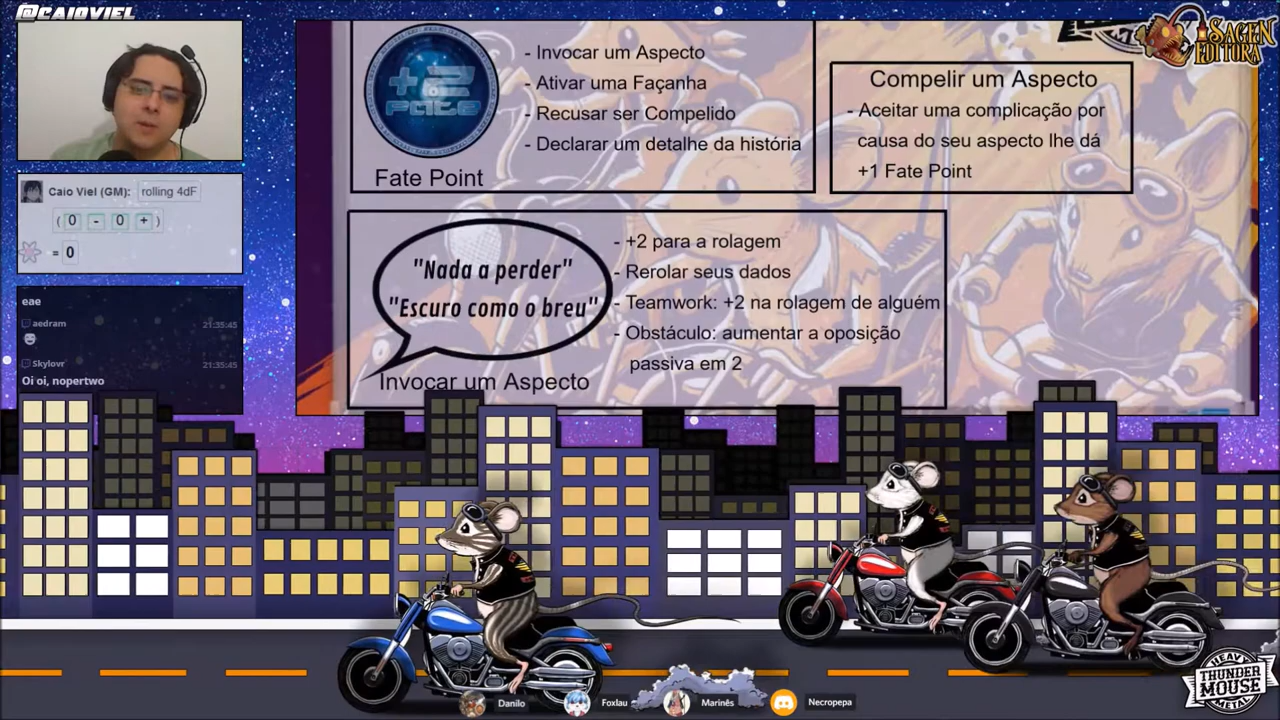 @CAIOVIEL
Caio Viel (GM): rolling 4dF
( 0 - 0 + )
= 0
eae
aedram 21:35:45
Skylovr 21:35:45
Oi oi, nopertwo
+2
FATE
Fate Point
- Invocar um Aspecto
- Ativar uma Façanha
- Recusar ser Compelido
- Declarar um detalhe da história
Compelir um Aspecto
- Aceitar uma complicação por
causa do seu aspecto lhe dá
+1 Fate Point
ISAGEN
EDITORA
"Nada a perder"
"Escuro como o breu"
Invocar um Aspecto
- +2 para a rolagem
- Rerolar seus dados
- Teamwork: +2 na rolagem de alguém
- Obstáculo: aumentar a oposição
passiva em 2
Danilo
Foxlau
Marinês
Necropepa
HEAVY
THUNDER
MOUSE
METAL